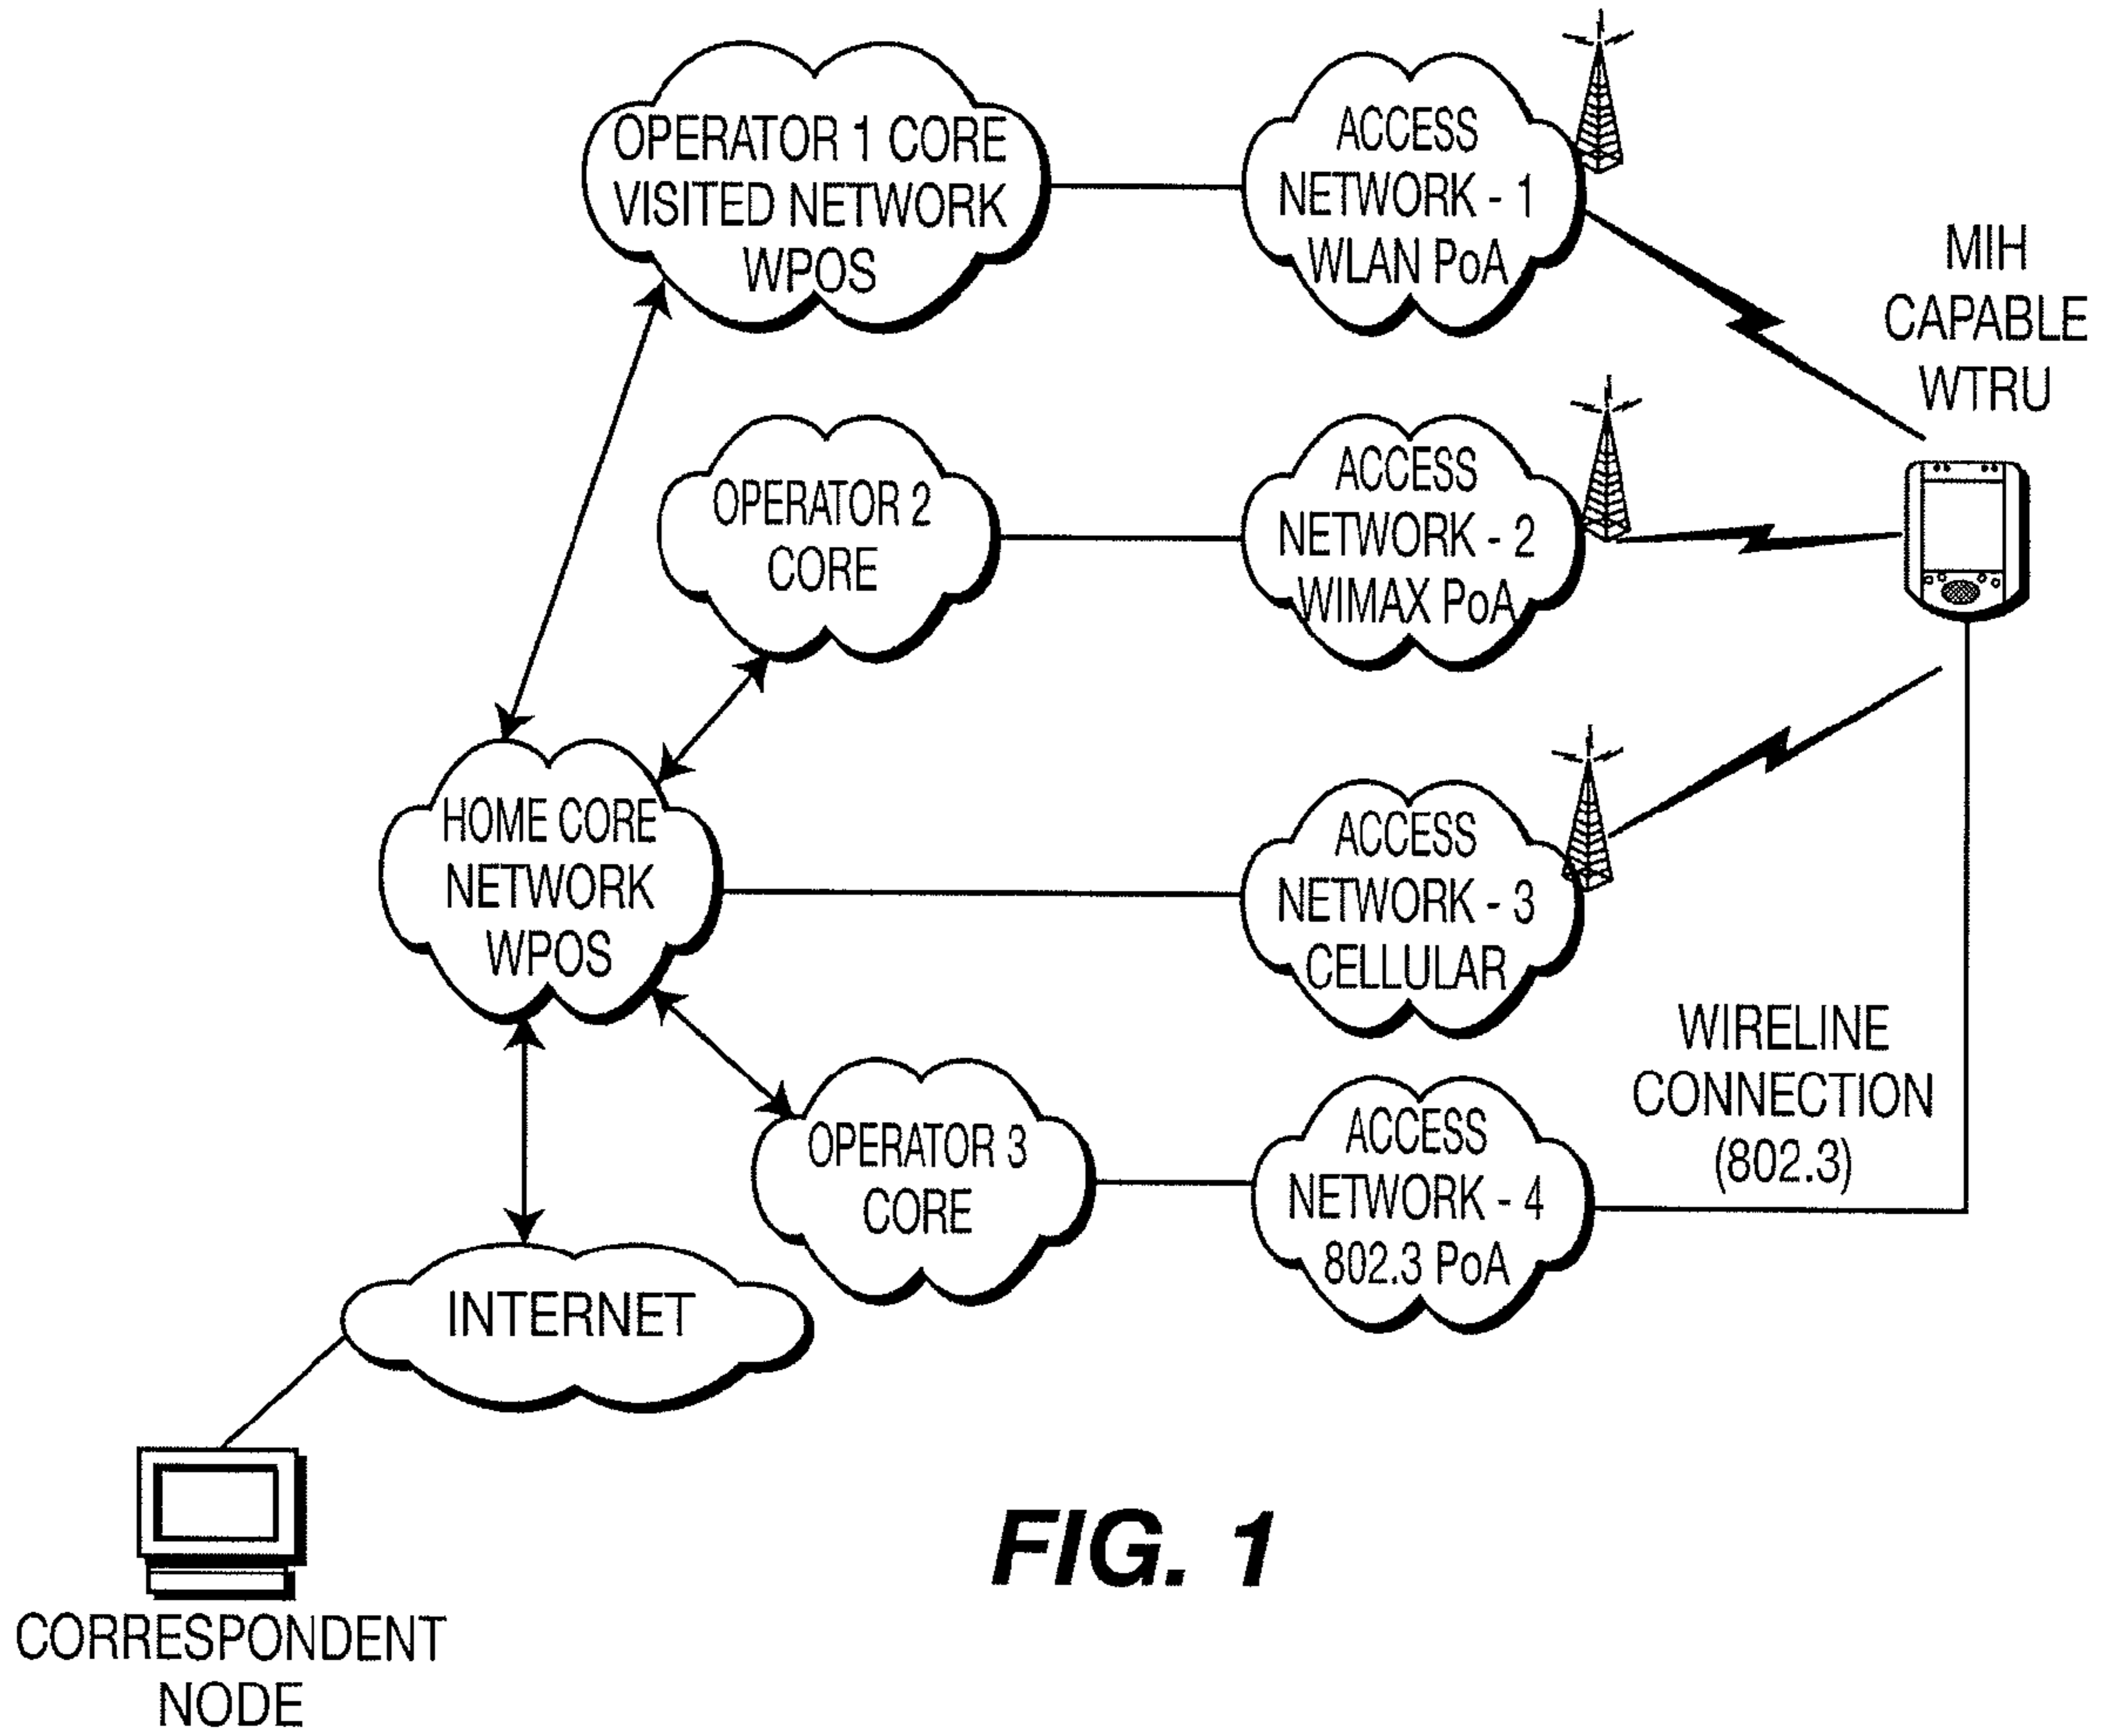 OPERATOR 1 CORE
VISITED NETWORK
WPOS
ACCESS
NETWORK - 1
WLAN PoA
MIH
CAPABLE
WTRU
OPERATOR 2
CORE
ACCESS
NETWORK - 2
WIMAX PoA
HOME CORE
NETWORK
WPOS
ACCESS
NETWORK - 3
CELLULAR
WIRELINE
CONNECTION
(802.3)
OPERATOR 3
CORE
ACCESS
NETWORK - 4
802.3 PoA
INTERNET
CORRESPONDENT
NODE
FIG. 1